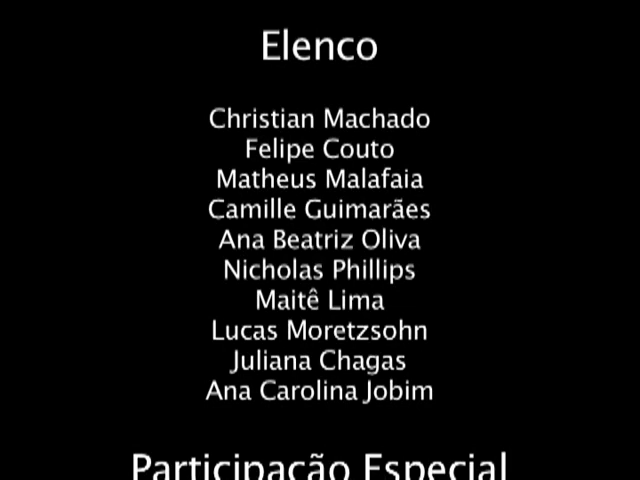 Elenco
Christian Machado
Felipe Couto
Matheus Malafaia
Camille Guimarães
Ana Beatriz Oliva
Nicholas Phillips
Maitê Lima
Lucas Moretzsohn
Juliana Chagas
Ana Carolina Jobim
Participação Especial